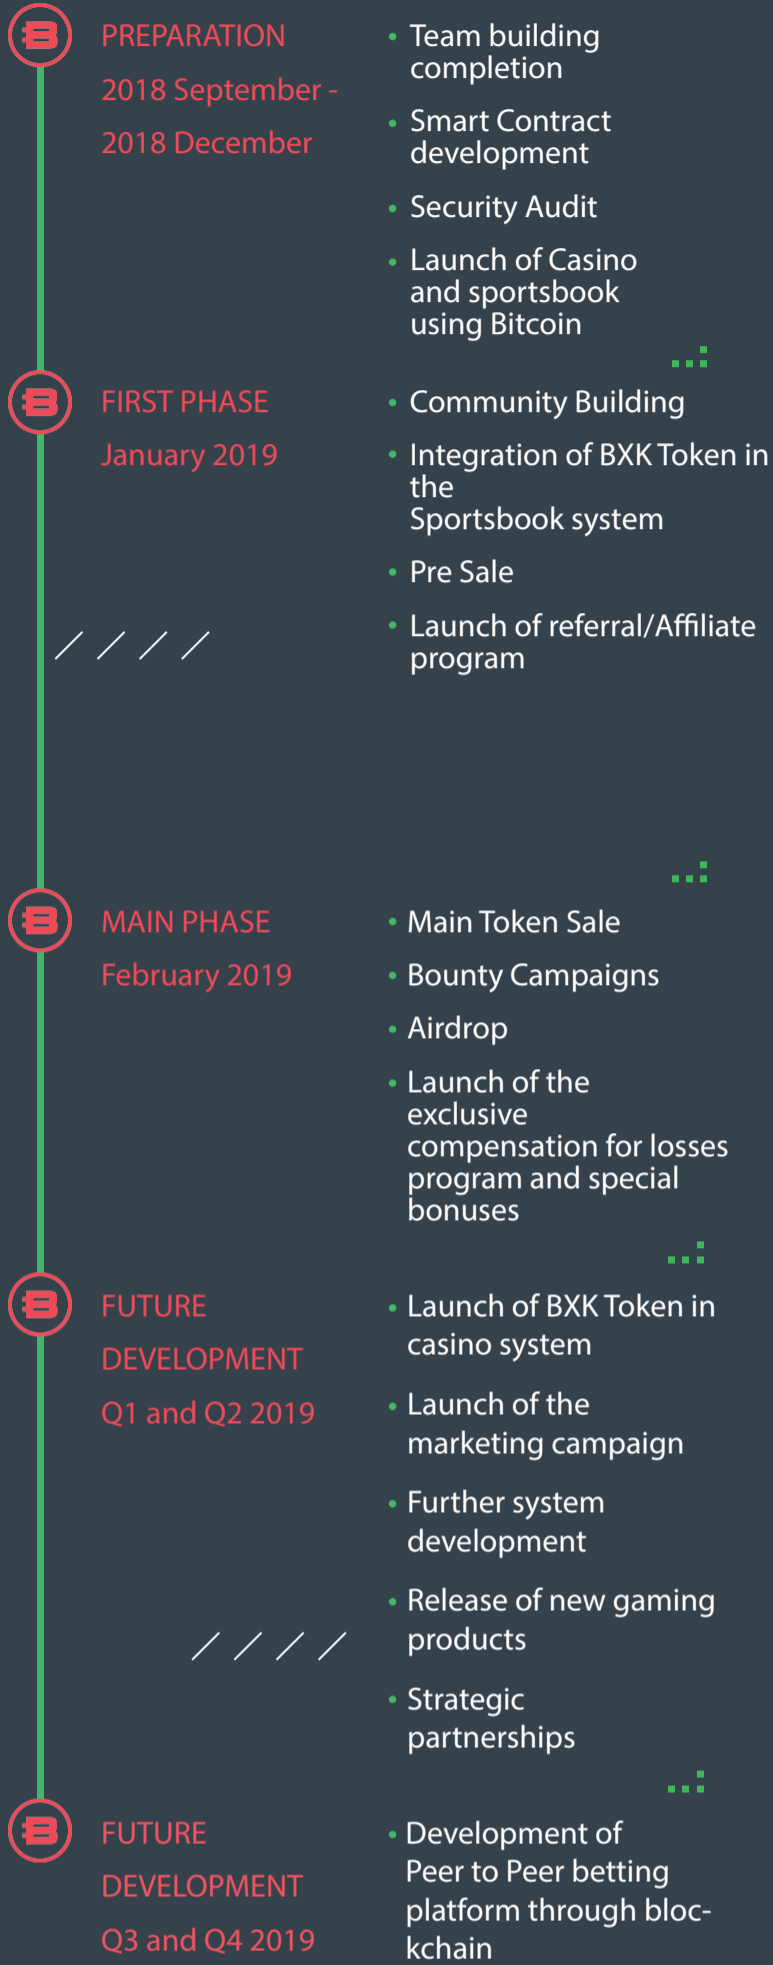 PREPARATION
2018 September -
2018 December
• Team building
completion
• Smart Contract
development
• Security Audit
• Launch of Casino
and sportsbook
using Bitcoin
FIRST PHASE
January 2019
• Community Building
• Integration of BXK Token in
the
Sportsbook system
• Pre Sale
• Launch of referral/Affiliate
program
MAIN PHASE
February 2019
• Main Token Sale
• Bounty Campaigns
• Airdrop
• Launch of the
exclusive
compensation for losses
program and special
bonuses
FUTURE
DEVELOPMENT
Q1 and Q2 2019
• Launch of BXK Token in
casino system
• Launch of the
marketing campaign
• Further system
development
• Release of new gaming
products
• Strategic
partnerships
FUTURE
DEVELOPMENT
Q3 and Q4 2019
• Development of
Peer to Peer betting
platform through bloc-
kchain